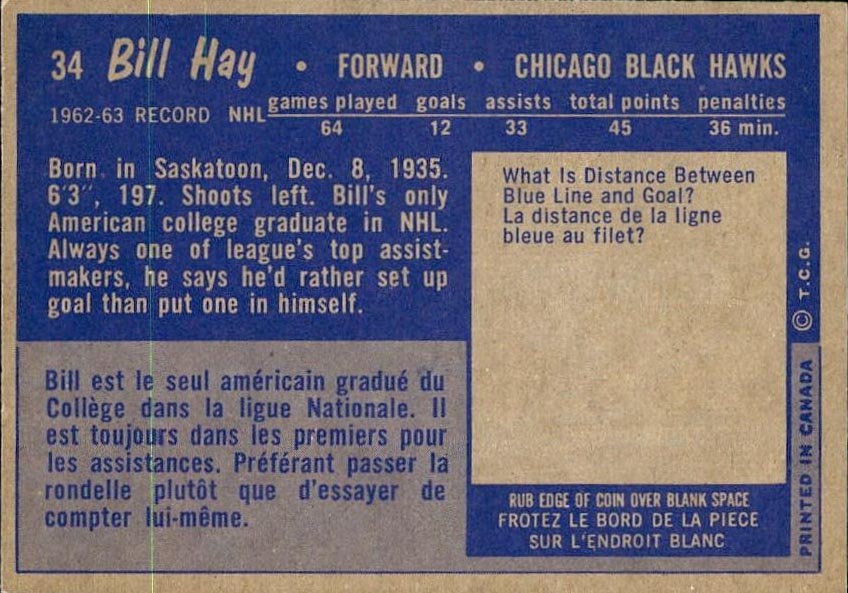 34 Bill Hay • FORWARD • CHICAGO BLACK HAWKS
1962-63 RECORD NHL games played goals assists total points penalties
64 12 33 45 36 min.
Born in Saskatoon, Dec. 8, 1935.
6'3", 197. Shoots left. Bill's only
American college graduate in NHL.
Always one of league's top assist-
makers, he says he'd rather set up
goal than put one in himself.
What Is Distance Between
Blue Line and Goal?
La distance de la ligne
bleue au filet?
Bill est le seul américain gradué du
Collège dans la ligue Nationale. Il
est toujours dans les premiers pour
les assistances. Préférant passer la
rondelle plutôt que d'essayer de
compter lui-même.
RUB EDGE OF COIN OVER BLANK SPACE
FROTEZ LE BORD DE LA PIECE
SUR L'ENDROIT BLANC
PRINTED IN CANADA © T.C.G.